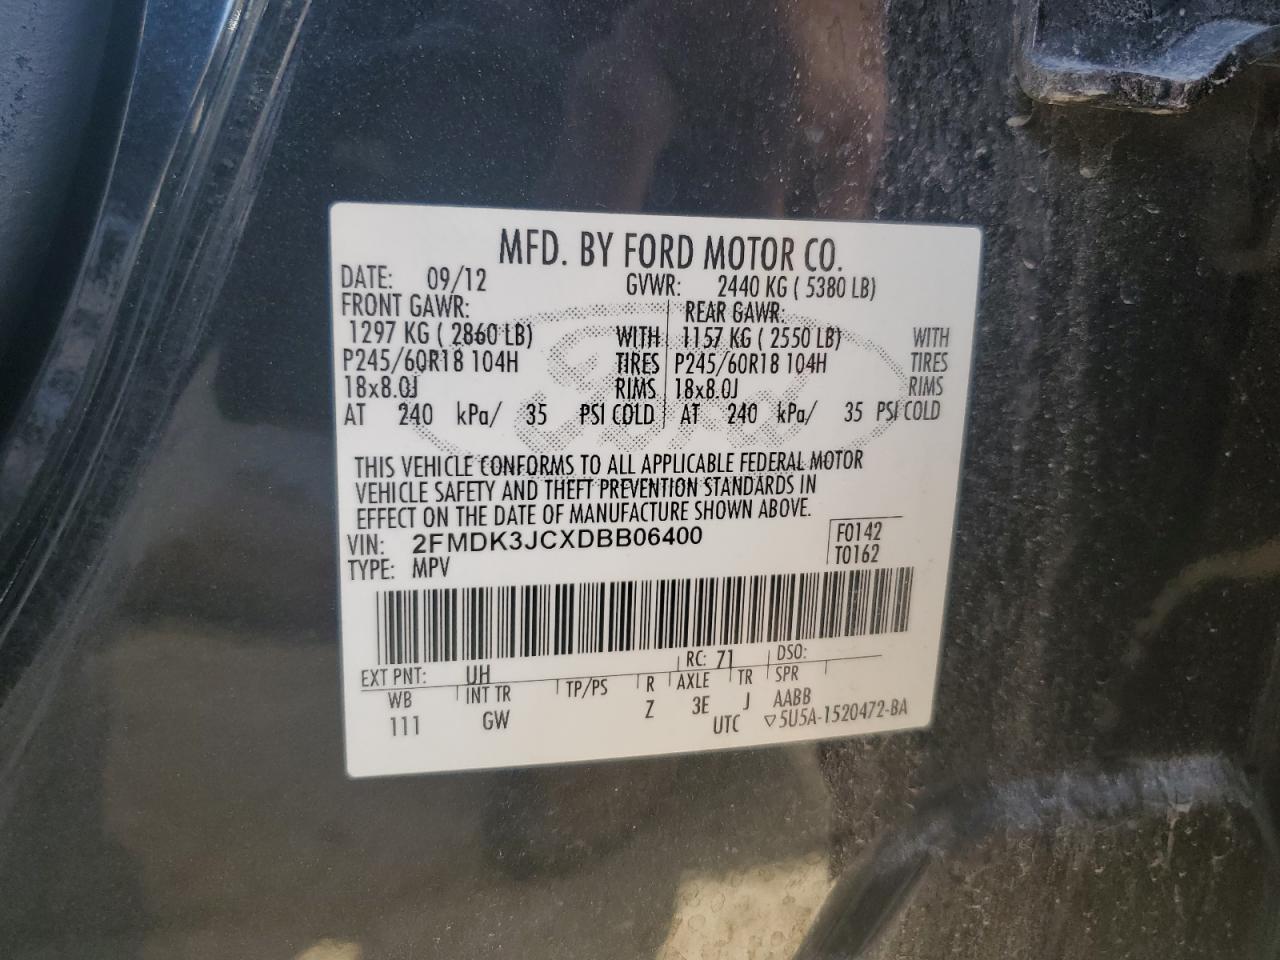 MFD. BY FORD MOTOR CO.
DATE: 09/12 GVWR: 2440 KG ( 5380 LB)
FRONT GAWR: REAR GAWR:
1297 KG ( 2860 LB) WITH 1157 KG ( 2550 LB) WITH
P245/60R18 104H TIRES P245/60R18 104H TIRES
18x8.0J RIMS 18x8.0J RIMS
AT 240 kPa/ 35 PSI COLD AT 240 kPa/ 35 PSI COLD
Ford
THIS VEHICLE CONFORMS TO ALL APPLICABLE FEDERAL MOTOR
VEHICLE SAFETY AND THEFT PREVENTION STANDARDS IN
EFFECT ON THE DATE OF MANUFACTURE SHOWN ABOVE.
VIN: 2FMDK3JCXDBB06400 F0142
TYPE: MPV T0162
EXT PNT: UH RC: 71 DSO:
WB INT TR TP/PS R AXLE TR SPR
111 GW Z 3E J AABB
UTC ▽5U5A-1520472-BA